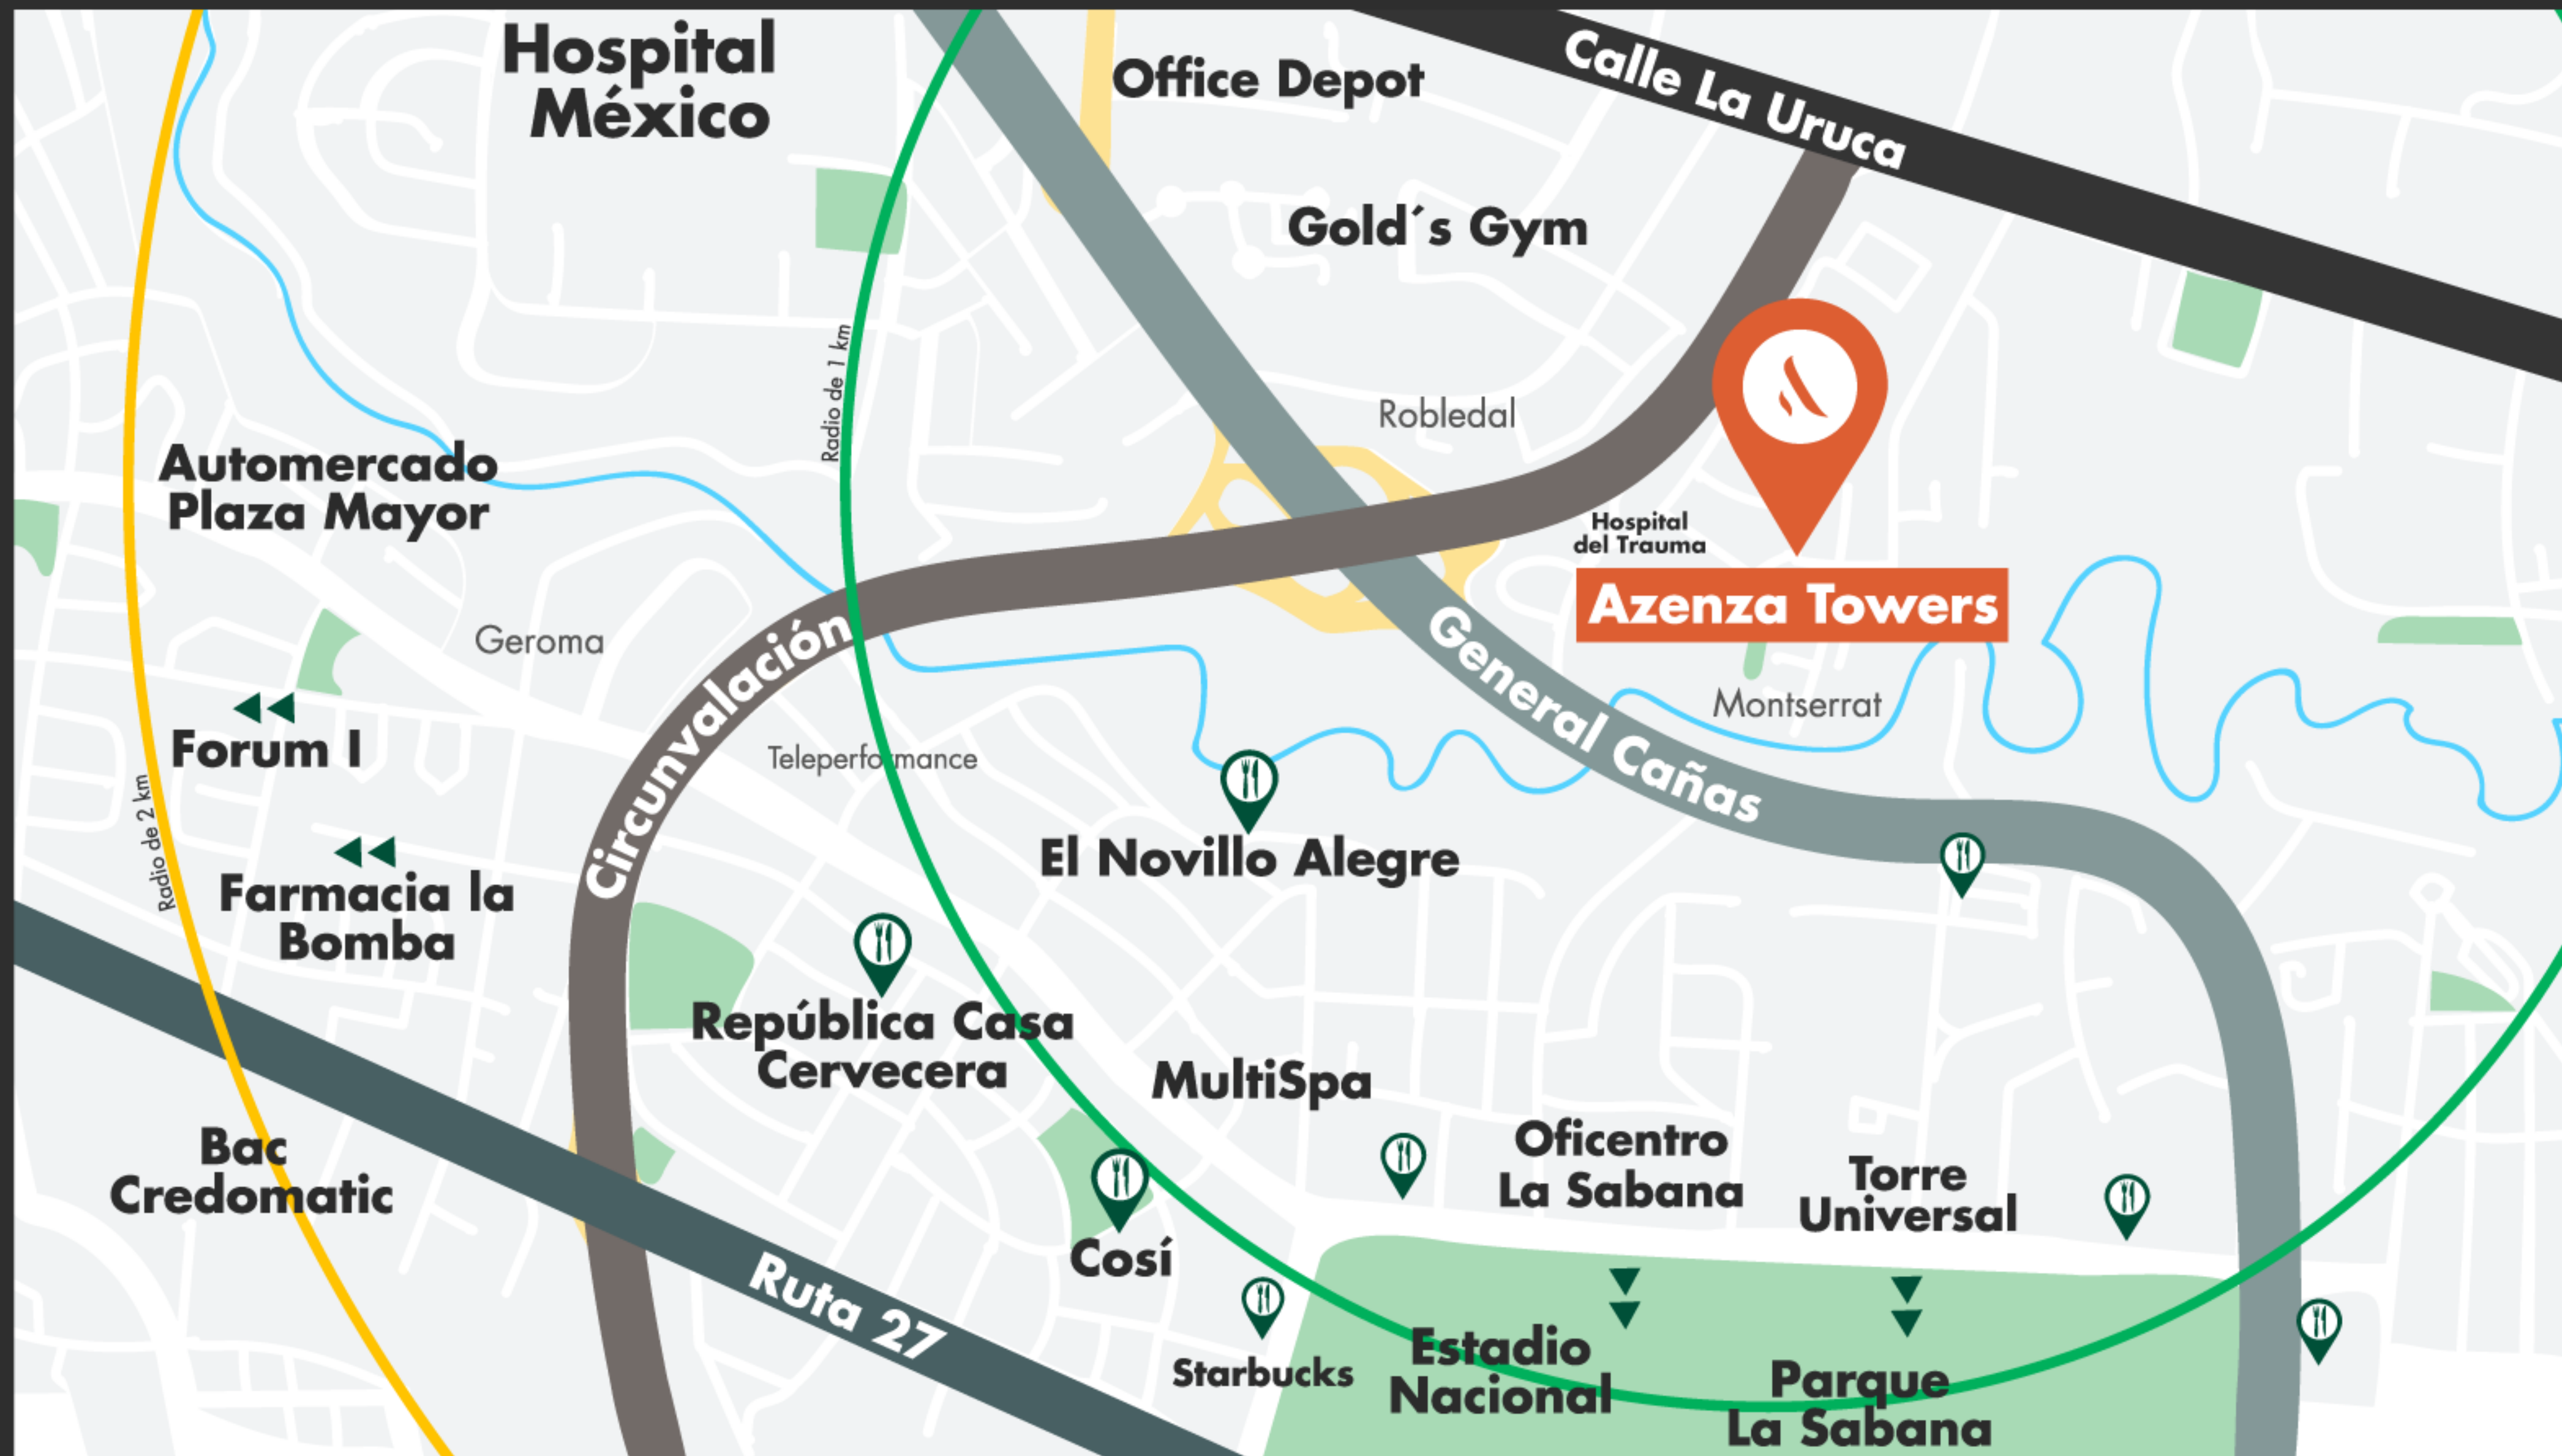 Hospital
México
Office Depot
Calle La Uruca
Gold´s Gym
Radio de 1 km
Robledal
Automercado
Plaza Mayor
Hospital
del Trauma
Azenza Towers
Geroma
Circunvalación
General Cañas
Montserrat
Forum I
Teleperformance
Radio de 2 km
El Novillo Alegre
Farmacia la
Bomba
República Casa
Cervecera
MultiSpa
Oficentro
La Sabana
Torre
Universal
Bac
Credomatic
Cosí
Ruta 27
Starbucks
Estadio
Nacional
Parque
La Sabana